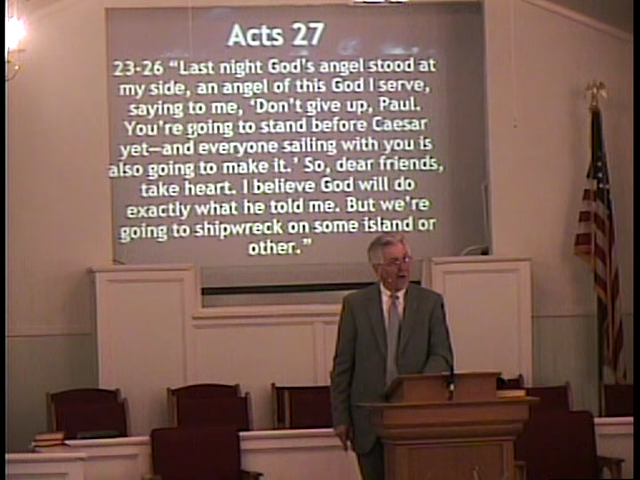 Acts 27
23-26 “Last night God’s angel stood at
my side, an angel of this God I serve,
saying to me, ‘Don’t give up, Paul.
You’re going to stand before Caesar
yet—and everyone sailing with you is
also going to make it.’ So, dear friends,
take heart. I believe God will do
exactly what he told me. But we’re
going to shipwreck on some island or
other.”